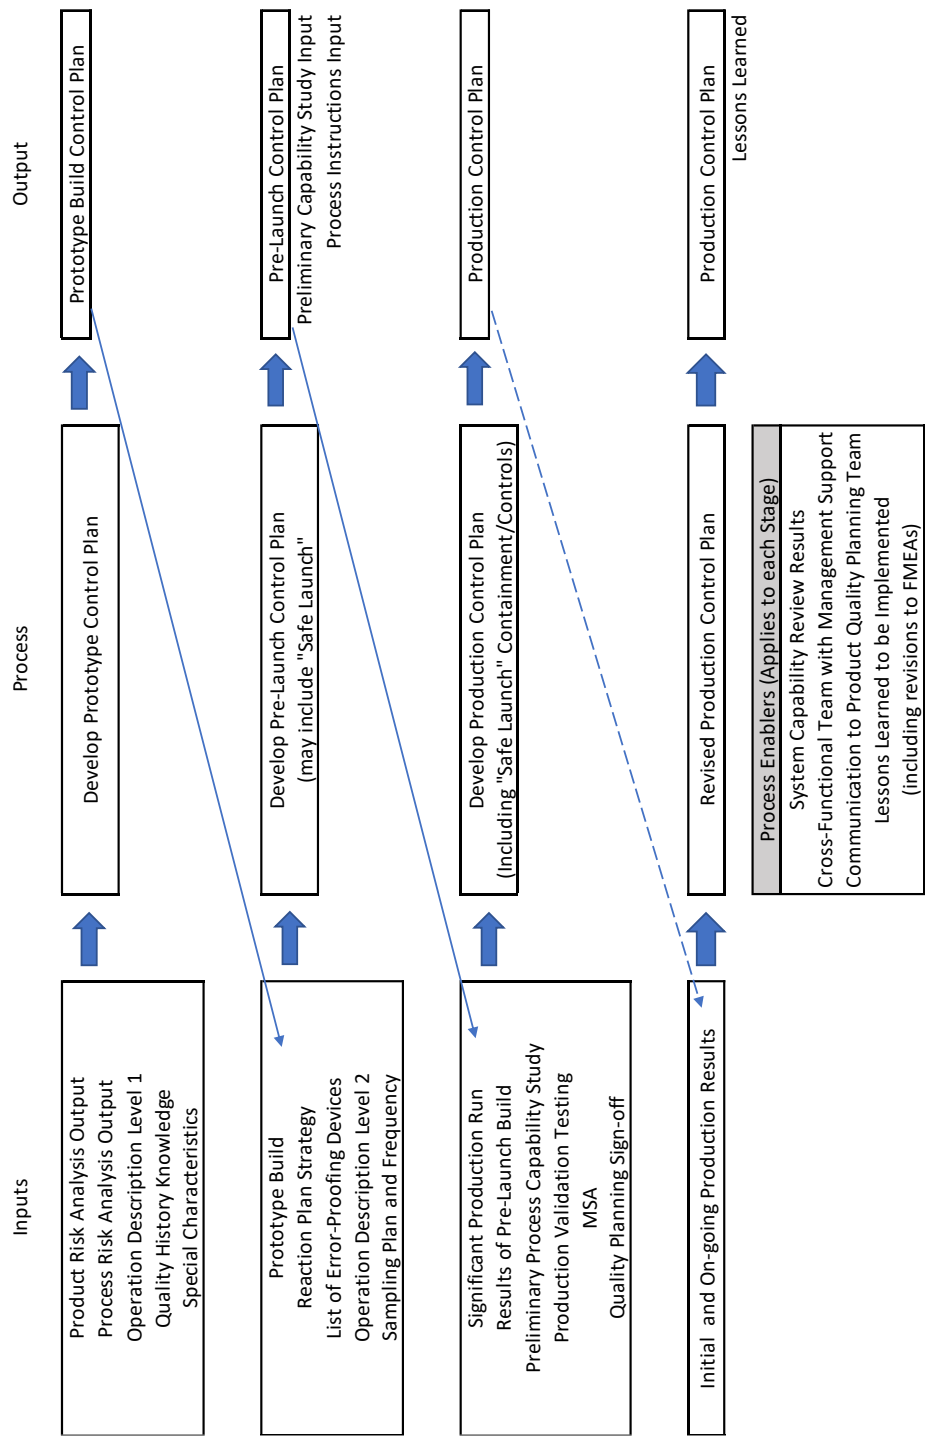 Inputs
Process
Output
Product Risk Analysis Output
Process Risk Analysis Output
Operation Description Level 1
Quality History Knowledge
Special Characteristics
Develop Prototype Control Plan
Prototype Build Control Plan
Prototype Build
Reaction Plan Strategy
List of Error-Proofing Devices
Operation Description Level 2
Sampling Plan and Frequency
Develop Pre-Launch Control Plan
(may include "Safe Launch")
Pre-Launch Control Plan
Preliminary Capability Study Input
Process Instructions Input
Significant Production Run
Results of Pre-Launch Build
Preliminary Process Capability Study
Production Validation Testing
MSA
Quality Planning Sign-off
Develop Production Control Plan
(Including "Safe Launch" Containment/Controls)
Production Control Plan
Initial and On-going Production Results
Revised Production Control Plan
Production Control Plan
Lessons Learned
Process Enablers (Applies to each Stage)
System Capability Review Results
Cross-Functional Team with Management Support
Communication to Product Quality Planning Team
Lessons Learned to be Implemented
(including revisions to FMEAs)